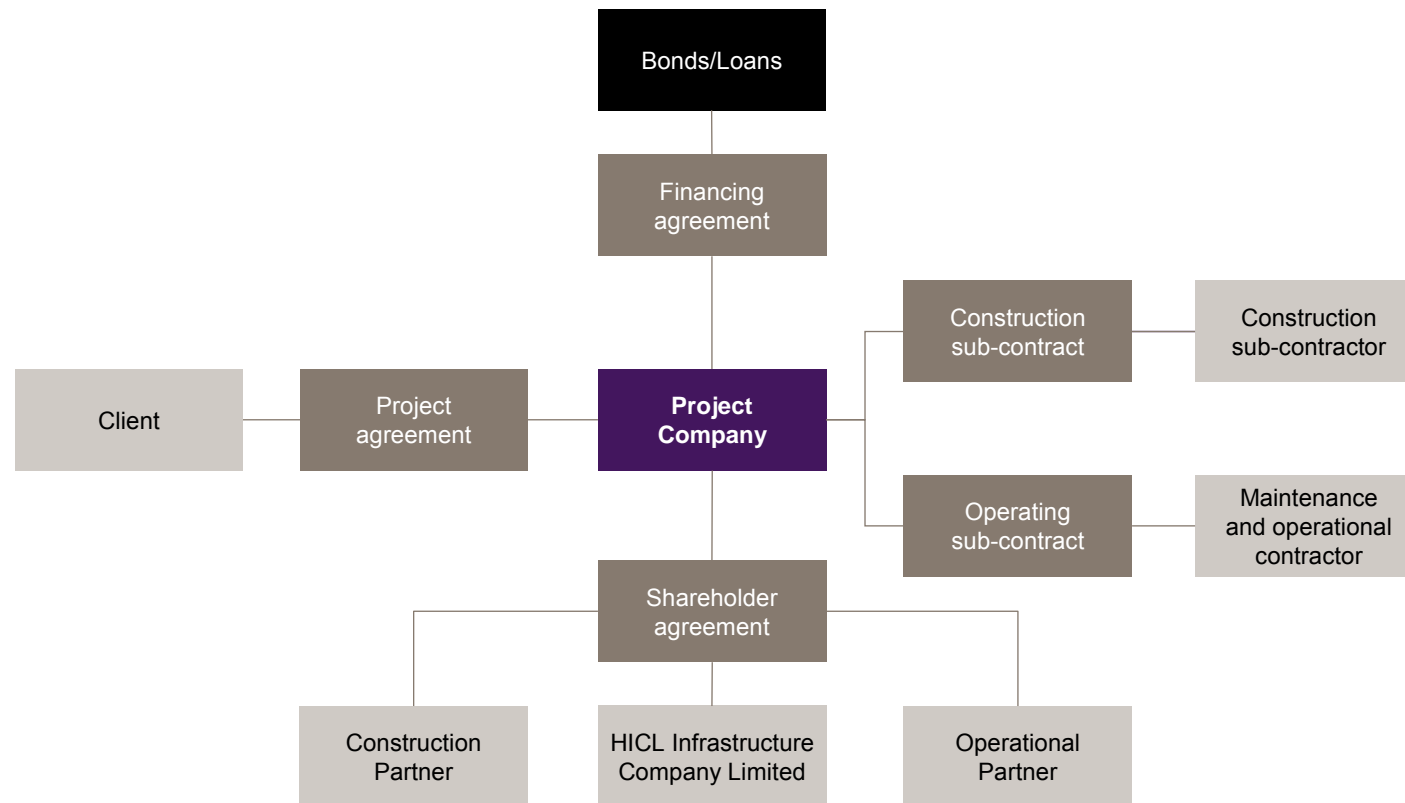 Bonds/Loans
Financing
agreement
Construction
sub-contract
Construction
sub-contractor
Client
Project
agreement
Project
Company
Operating
sub-contract
Maintenance
and operational
contractor
Shareholder
agreement
Construction
Partner
HICL Infrastructure
Company Limited
Operational
Partner